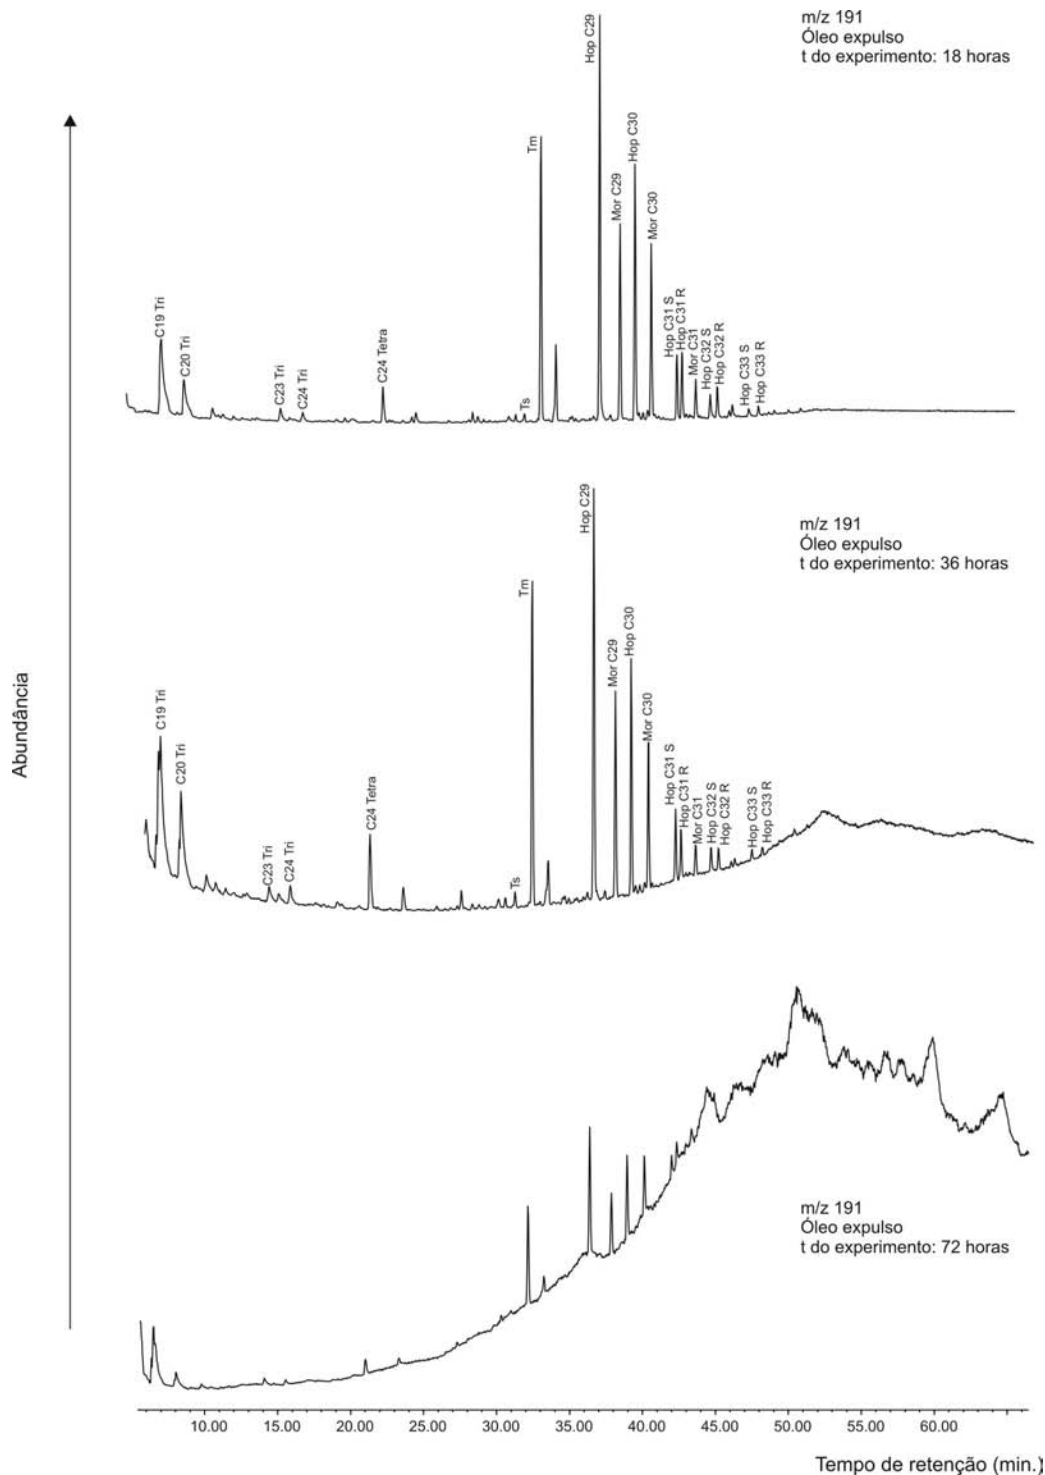 m/z 191
Óleo expulso
t do experimento: 18 horas
C19 Tri
C20 Tri
C23 Tri
C24 Tri
C24 Tetra
Ts
Tm
Hop C29
Mor C29
Hop C30
Mor C30
Hop C31 S
Hop C31 R
Mor C31
Hop C32 S
Hop C32 R
Hop C33 S
Hop C33 R
m/z 191
Óleo expulso
t do experimento: 36 horas
C19 Tri
C20 Tri
C23 Tri
C24 Tri
C24 Tetra
Ts
Tm
Hop C29
Mor C29
Hop C30
Mor C30
Hop C31 S
Hop C31 R
Mor C31
Hop C32 S
Hop C32 R
Hop C33 S
Hop C33 R
Abundância
m/z 191
Óleo expulso
t do experimento: 72 horas
10.00 15.00 20.00 25.00 30.00 35.00 40.00 45.00 50.00 55.00 60.00
Tempo de retenção (min.)